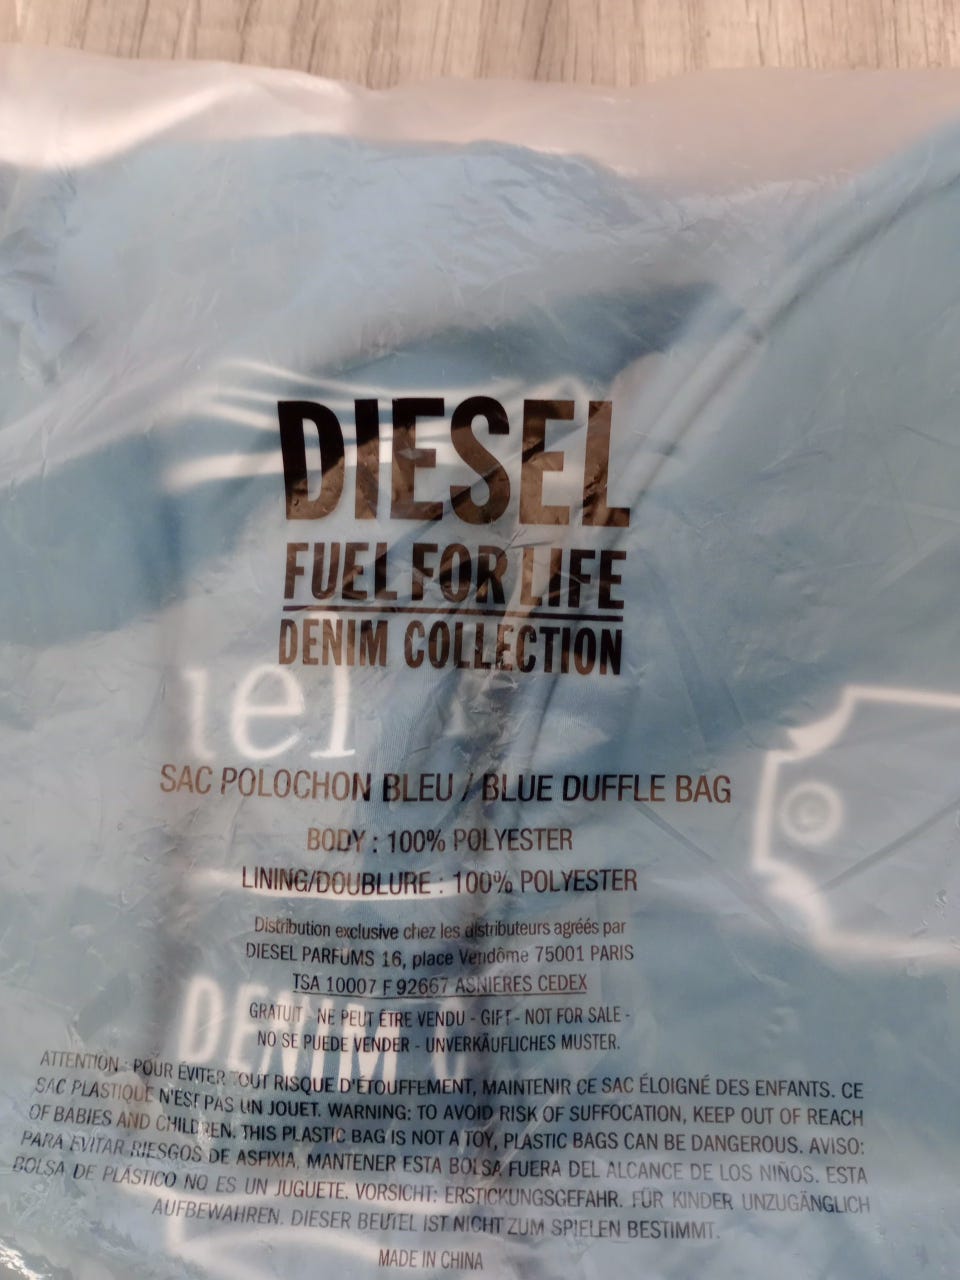 DIESEL
FUEL FOR LIFE
DENIM COLLECTION
uel
SAC POLOCHON BLEU / BLUE DUFFLE BAG
BODY : 100% POLYESTER
LINING/DOUBLURE : 100% POLYESTER
Distribution exclusive chez les distributeurs agréés par
DIESEL PARFUMS 16, place Vendôme 75001 PARIS
TSA 10007 F 92667 ASNIERES CEDEX
DENIM C
GRATUIT - NE PEUT ÊTRE VENDU - GIFT - NOT FOR SALE -
NO SE PUEDE VENDER - UNVERKÄUFLICHES MUSTER.
ATTENTION : POUR ÉVITER TOUT RISQUE D'ÉTOUFFEMENT, MAINTENIR CE SAC ÉLOIGNÉ DES ENFANTS. CE
SAC PLASTIQUE N'EST PAS UN JOUET. WARNING: TO AVOID RISK OF SUFFOCATION, KEEP OUT OF REACH
OF BABIES AND CHILDREN. THIS PLASTIC BAG IS NOT A TOY, PLASTIC BAGS CAN BE DANGEROUS. AVISO:
PARA EVITAR RIESGOS DE ASFIXIA, MANTENER ESTA BOLSA FUERA DEL ALCANCE DE LOS NIÑOS. ESTA
BOLSA DE PLÁSTICO NO ES UN JUGUETE. VORSICHT: ERSTICKUNGSGEFAHR. FÜR KINDER UNZUGÄNGLICH
AUFBEWAHREN. DIESER BEUTEL IST NICHT ZUM SPIELEN BESTIMMT.
MADE IN CHINA